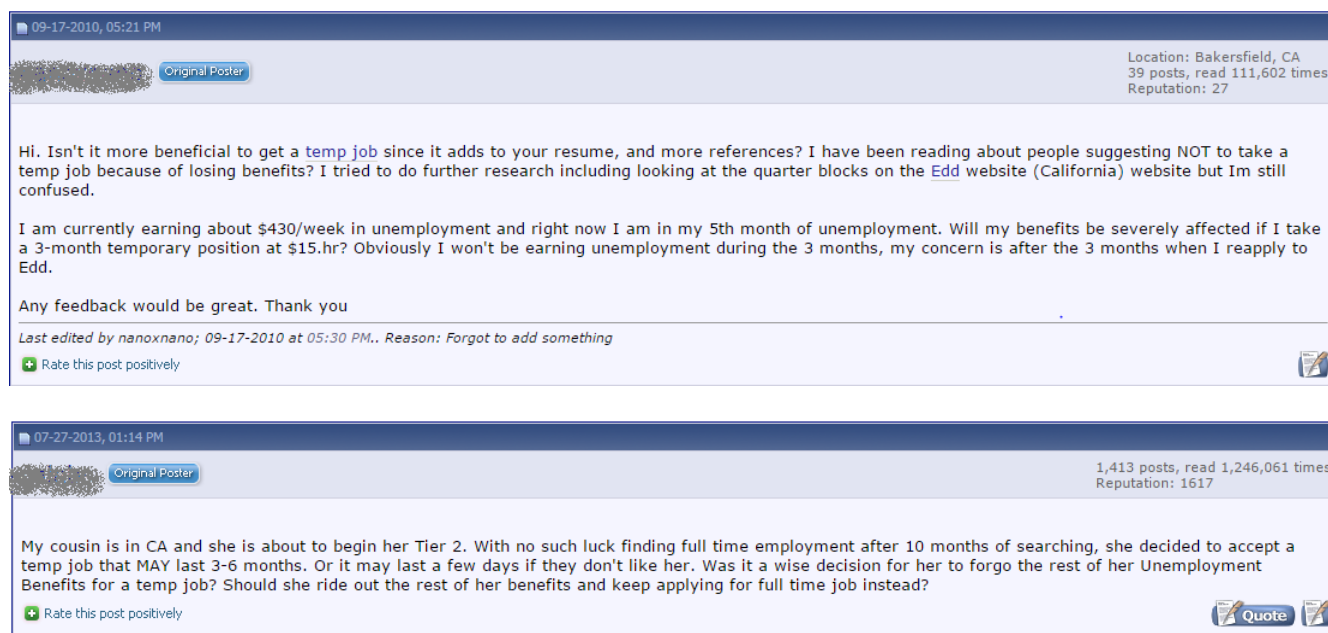 09-17-2010, 05:21 PM
Original Poster
Location: Bakersfield, CA
39 posts, read 111,602 times
Reputation: 27
Hi. Isn't it more beneficial to get a temp job since it adds to your resume, and more references? I have been reading about people suggesting NOT to take a
temp job because of losing benefits? I tried to do further research including looking at the quarter blocks on the Edd website (California) website but Im still
confused.
I am currently earning about $430/week in unemployment and right now I am in my 5th month of unemployment. Will my benefits be severely affected if I take
a 3-month temporary position at $15.hr? Obviously I won't be earning unemployment during the 3 months, my concern is after the 3 months when I reapply to
Edd.
Any feedback would be great. Thank you
Last edited by nanoxnano; 09-17-2010 at 05:30 PM.. Reason: Forgot to add something
Rate this post positively
07-27-2013, 01:14 PM
Original Poster
1,413 posts, read 1,246,061 times
Reputation: 1617
My cousin is in CA and she is about to begin her Tier 2. With no such luck finding full time employment after 10 months of searching, she decided to accept a
temp job that MAY last 3-6 months. Or it may last a few days if they don't like her. Was it a wise decision for her to forgo the rest of her Unemployment
Benefits for a temp job? Should she ride out the rest of her benefits and keep applying for full time job instead?
Rate this post positively
Quote